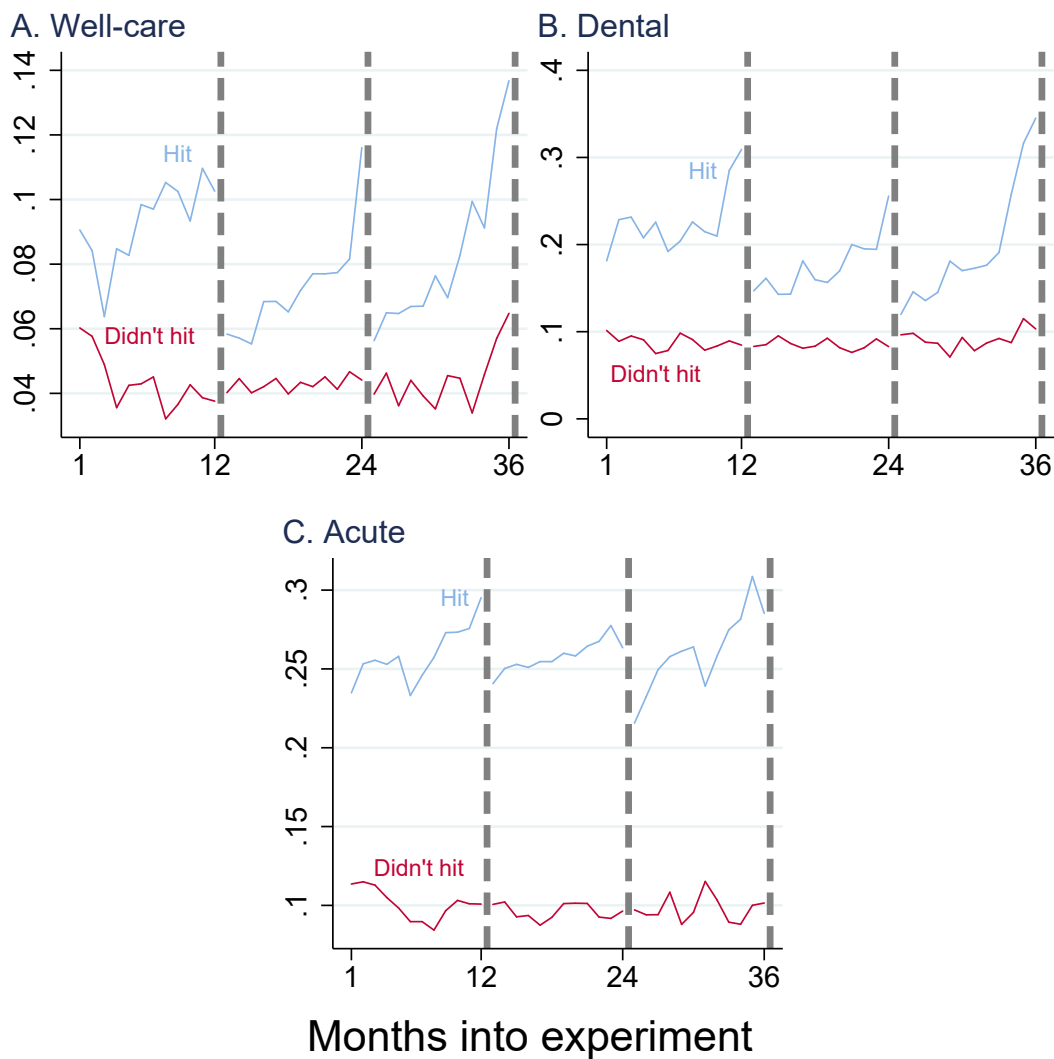 A. Well-care
.14
.12
.1
.08
.06
.04
Hit
Didn't hit
1
12
24
36
B. Dental
.4
.3
.2
.1
0
Hit
Didn't hit
1
12
24
36
C. Acute
.3
.25
.2
.15
.1
Hit
Didn't hit
1
12
24
36
Months into experiment